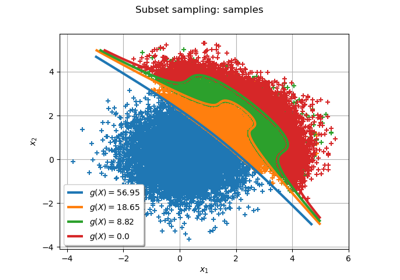 Subset sampling: samples
4
2
0
−2
−4
x₂
g(X) = 56.95
g(X) = 18.65
g(X) = 8.82
g(X) = 0.0
−4 −2 0 2 4 6
x₁